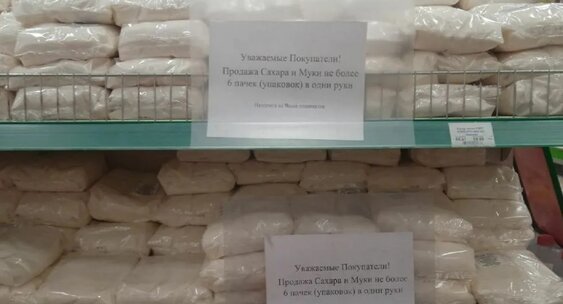 Уважаемые Покупатели!
Продажа Сахара и Муки не более
6 пачек (упаковок) в одни руки
Уважаемые Покупатели!
Продажа Сахара и Муки не более
6 пачек (упаковок) в одни руки